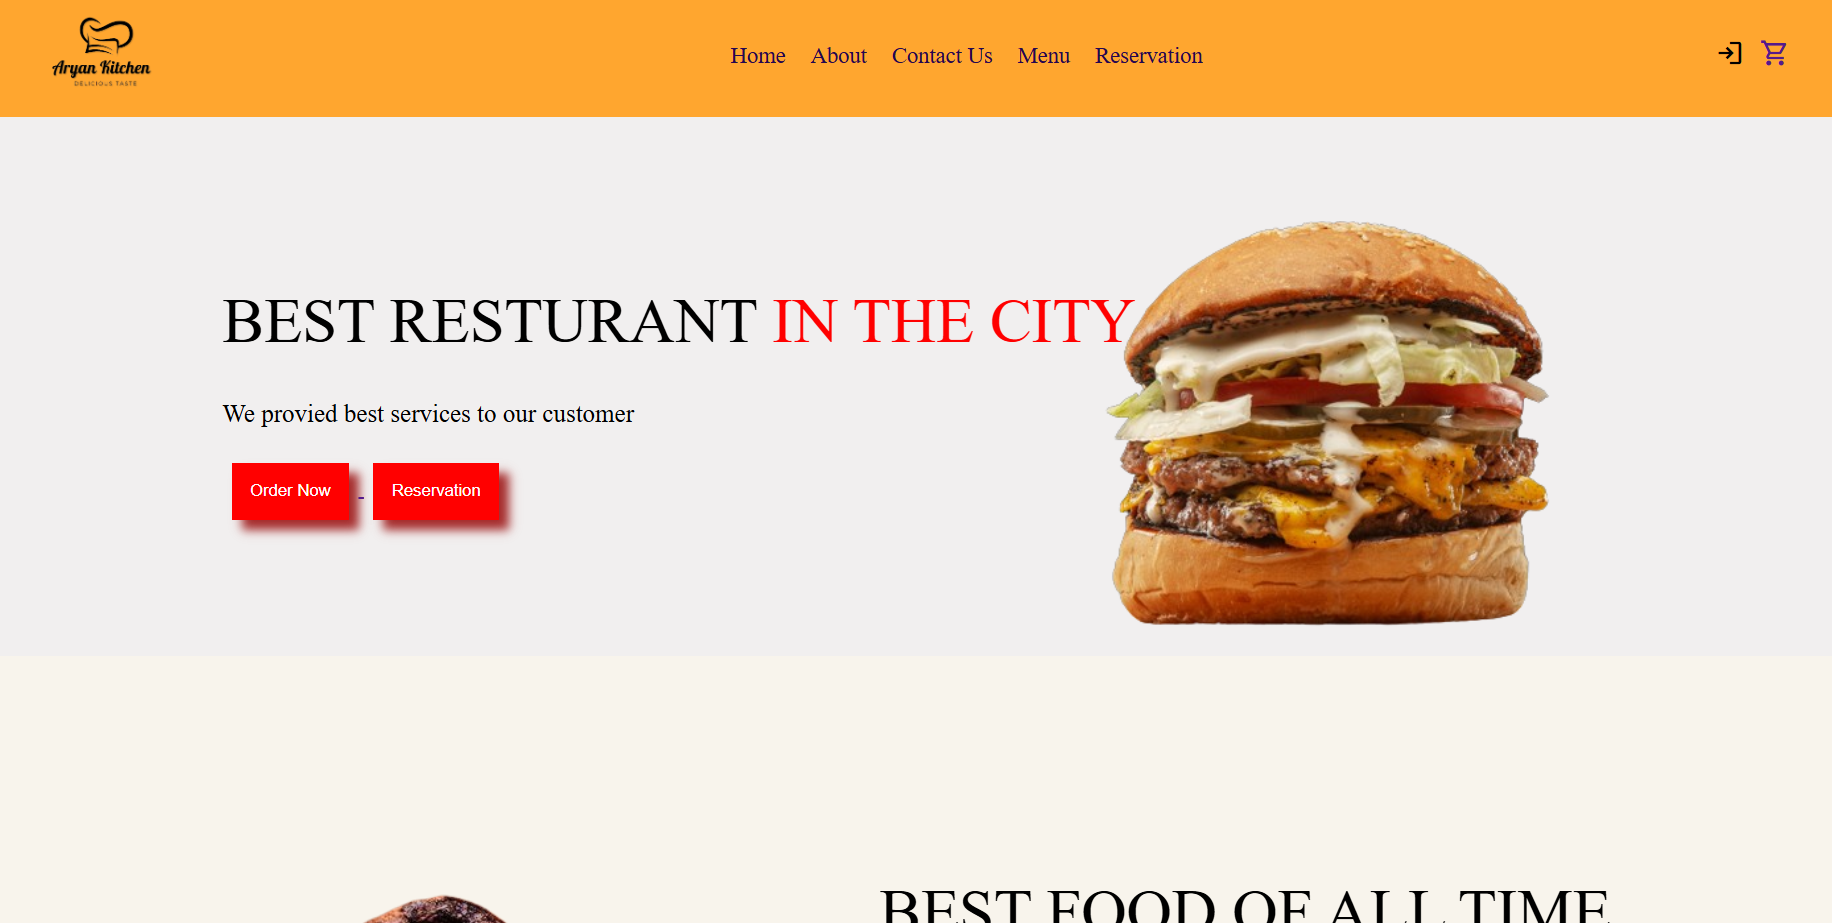 Aryan Kitchen
DELICIOUS TASTE
Home About Contact Us Menu Reservation
BEST RESTURANT IN THE CITY
We provied best services to our customer
Order Now Reservation
BEST FOOD OF ALL TIME